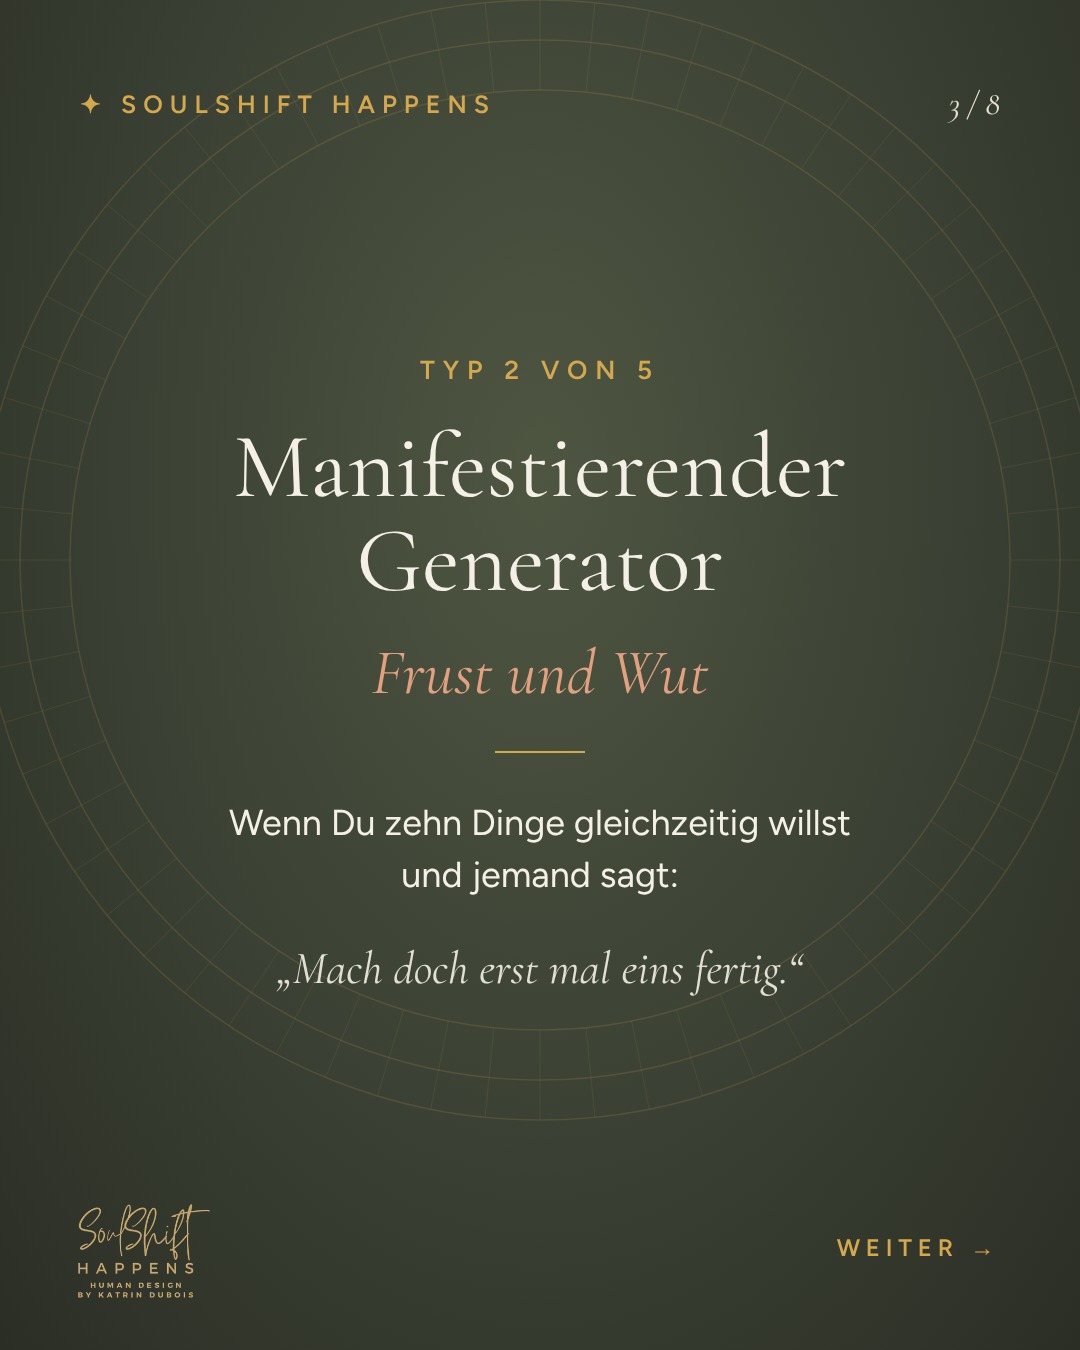 ✦ SOULSHIFT HAPPENS
3/8
TYP 2 VON 5
Manifestierender
Generator
Frust und Wut
Wenn Du zehn Dinge gleichzeitig willst
und jemand sagt:
„Mach doch erst mal eins fertig.“
SoulShift
HAPPENS
HUMAN DESIGN
BY KATRIN DUBOIS
WEITER →